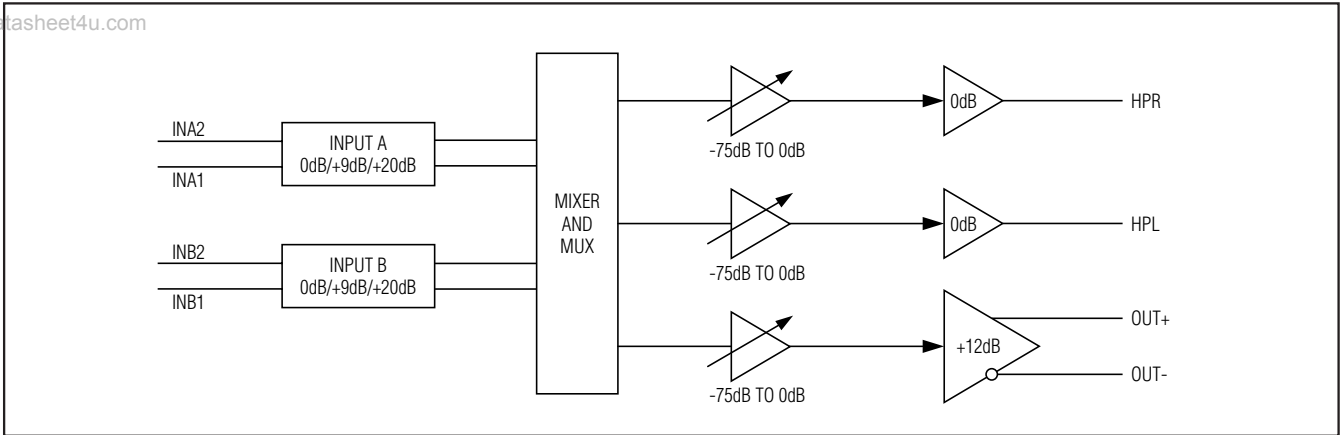 atasheet4u.com
INA2
INA1
INPUT A
0dB/+9dB/+20dB
INB2
INB1
INPUT B
0dB/+9dB/+20dB
MIXER
AND
MUX
-75dB TO 0dB
0dB
HPR
-75dB TO 0dB
0dB
HPL
-75dB TO 0dB
+12dB
OUT+
OUT-